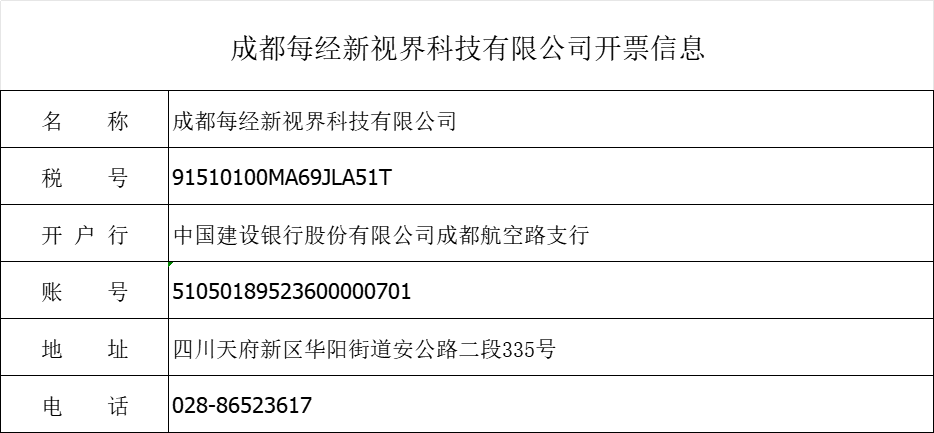 成都每经新视界科技有限公司开票信息
名 称 成都每经新视界科技有限公司
税 号 91510100MA69JLA51T
开 户 行 中国建设银行股份有限公司成都航空路支行
账 号 51050189523600000701
地 址 四川天府新区华阳街道安公路二段335号
电 话 028-86523617